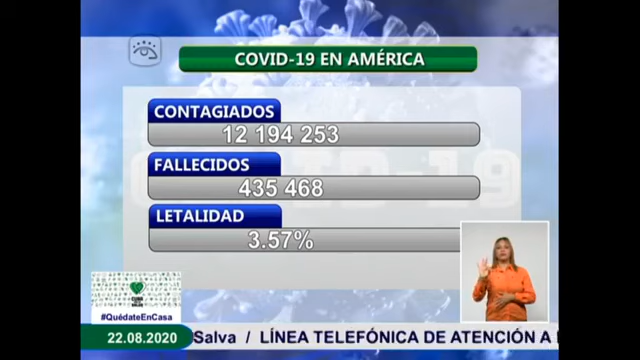 COVID-19 EN AMÉRICA
CONTAGIADOS
12 194 253
FALLECIDOS
435 468
LETALIDAD
3.57%
#QuédateEnCasa
22.08.2020 Salva / LÍNEA TELEFÓNICA DE ATENCIÓN A